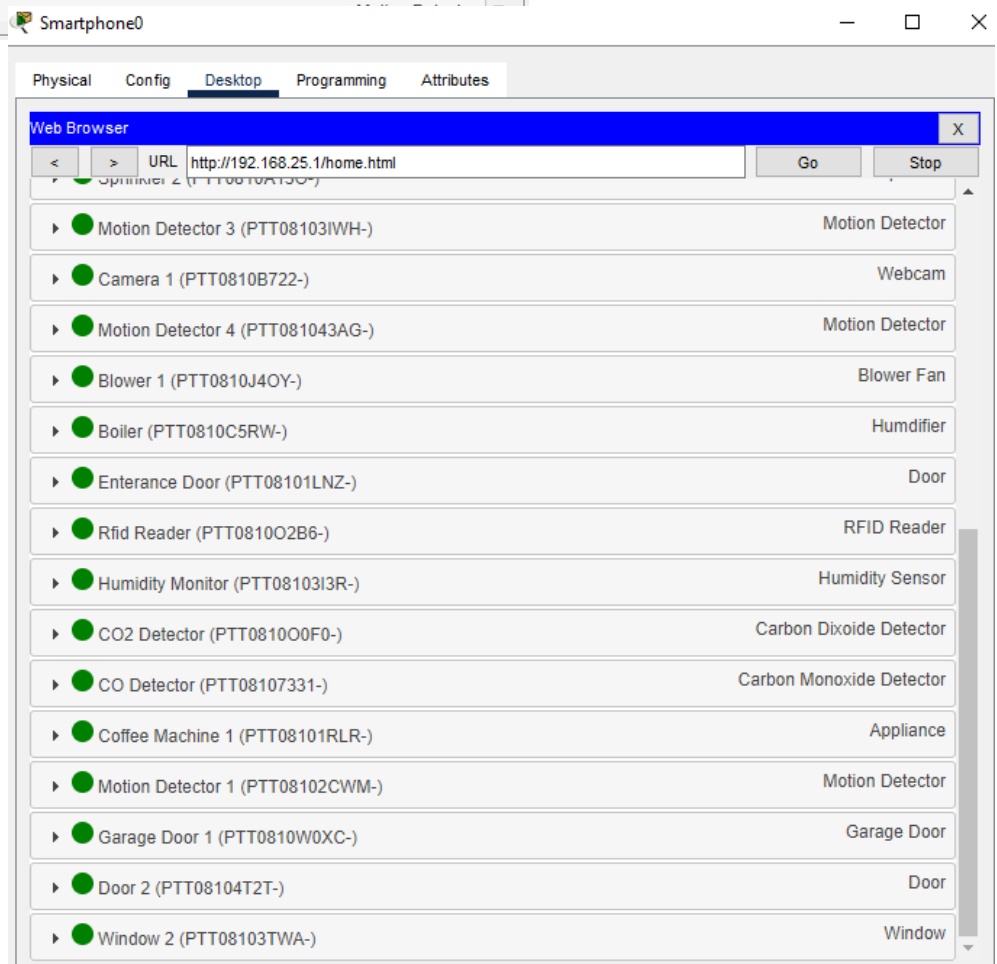 Smartphone0
Physical Config Desktop Programming Attributes
Web Browser X
< > URL http://192.168.25.1/home.html Go Stop
Sprinkler 2
Motion Detector 3 (PTT08103IWH-) Motion Detector
Camera 1 (PTT0810B722-) Webcam
Motion Detector 4 (PTT081043AG-) Motion Detector
Blower 1 (PTT0810J4OY-) Blower Fan
Boiler (PTT0810C5RW-) Humdifier
Enterance Door (PTT08101LNZ-) Door
Rfid Reader (PTT0810O2B6-) RFID Reader
Humidity Monitor (PTT08103I3R-) Humidity Sensor
CO2 Detector (PTT0810O0F0-) Carbon Dixoide Detector
CO Detector (PTT08107331-) Carbon Monoxide Detector
Coffee Machine 1 (PTT08101RLR-) Appliance
Motion Detector 1 (PTT08102CWM-) Motion Detector
Garage Door 1 (PTT0810W0XC-) Garage Door
Door 2 (PTT08104T2T-) Door
Window 2 (PTT08103TWA-) Window